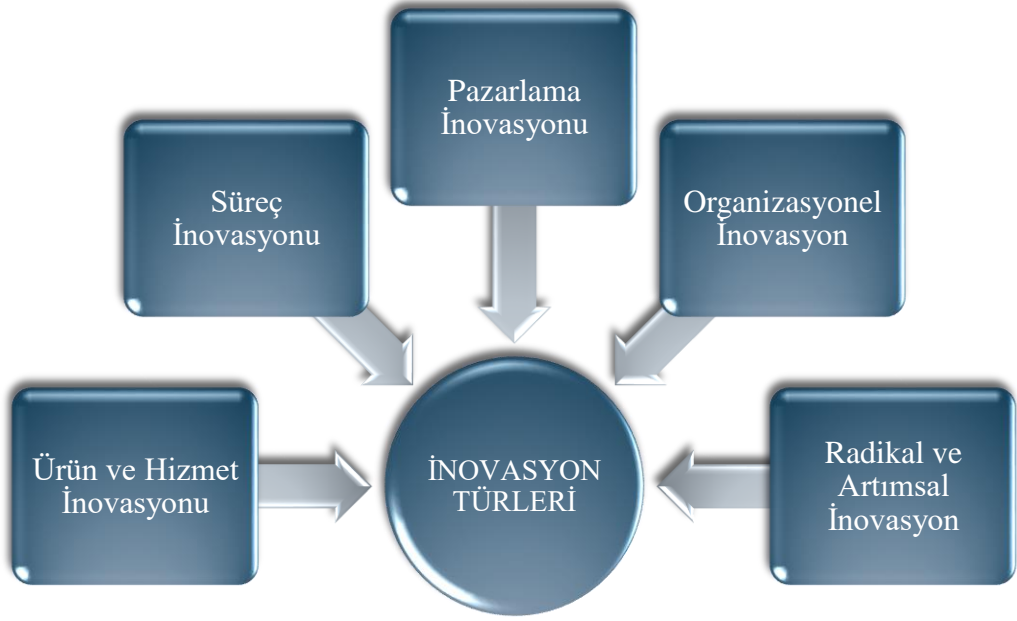 Pazarlama
İnovasyonu
Süreç
İnovasyonu
Organizasyonel
İnovasyon
Ürün ve Hizmet
İnovasyonu
İNOVASYON
TÜRLERİ
Radikal ve
Artımsal
İnovasyon